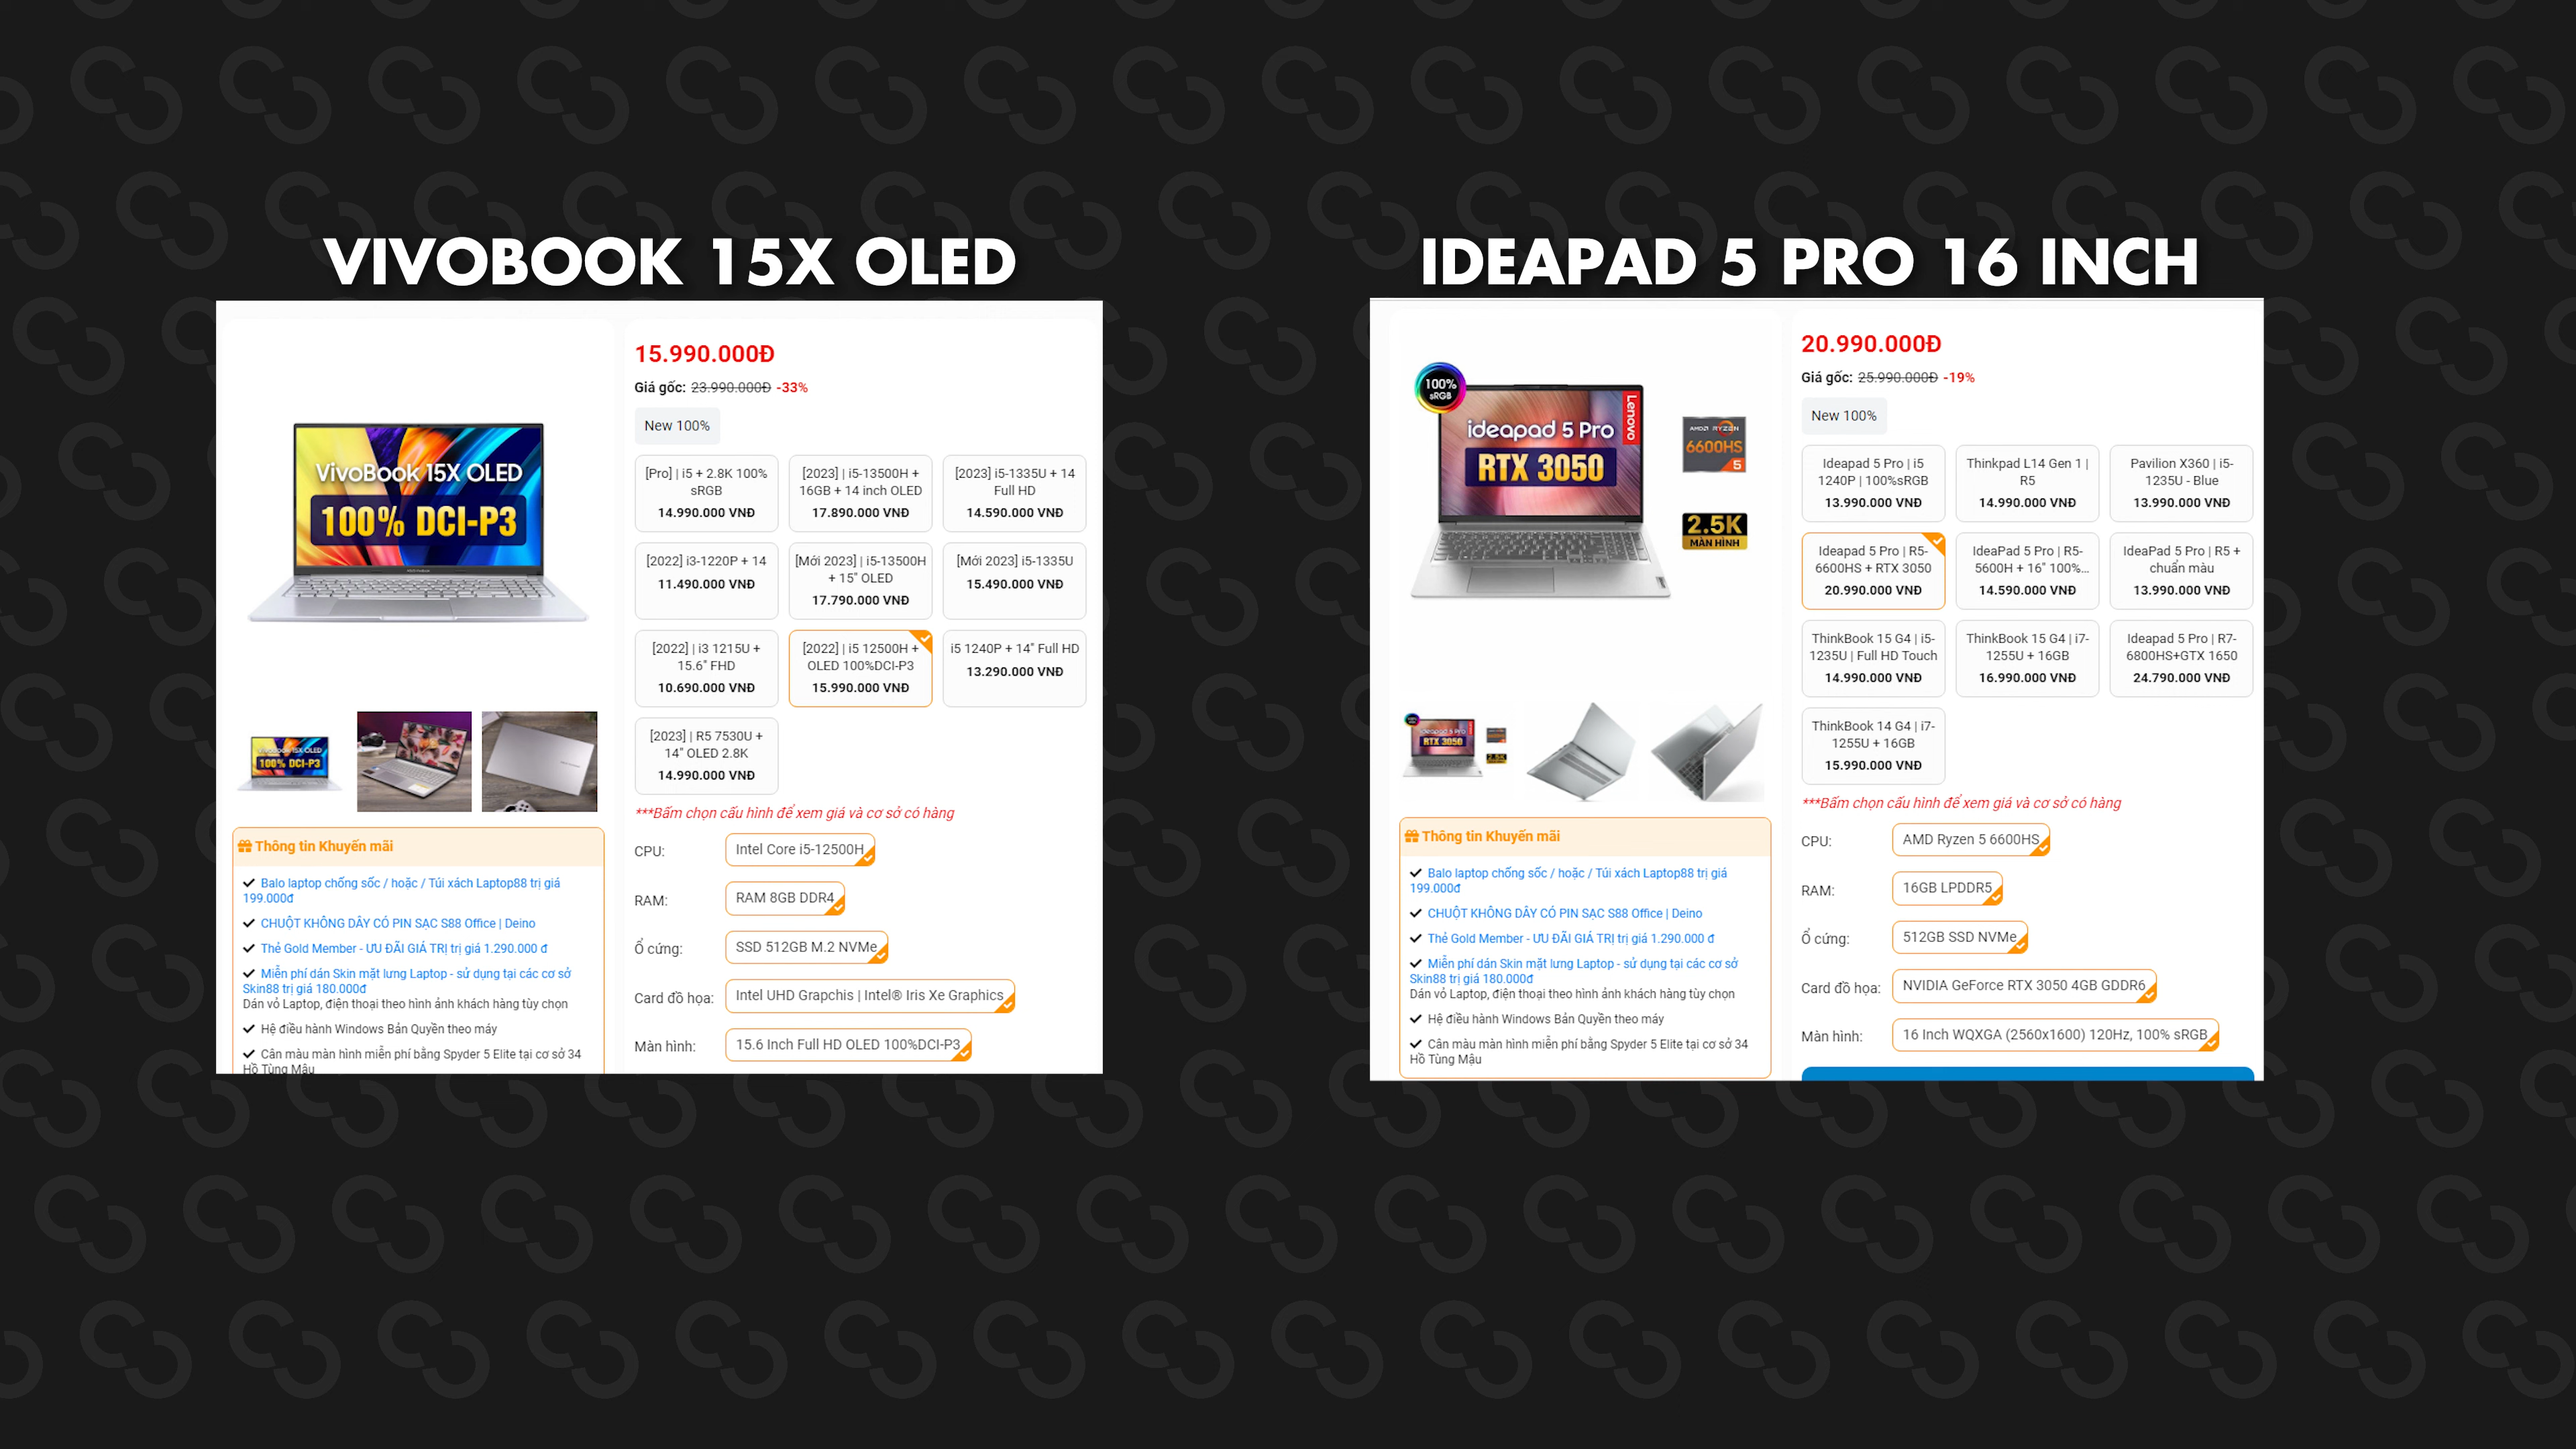 VIVOBOOK 15X OLED
VivoBook 15X OLED
100% DCI-P3
15.990.000Đ
Giá gốc: 23.990.000Đ -33%
New 100%
[Pro] | i5 + 2.8K 100%
sRGB
14.990.000 VNĐ
[2023] | i5-13500H +
16GB + 14 inch OLED
17.890.000 VNĐ
[2023] i5-1335U + 14
Full HD
14.590.000 VNĐ
[2022] i3-1220P + 14
11.490.000 VNĐ
[Mới 2023] | i5-13500H
+ 15" OLED
17.790.000 VNĐ
[Mới 2023] i5-1335U
15.490.000 VNĐ
[2022] | i3 1215U +
15.6" FHD
10.690.000 VNĐ
[2022] | i5 12500H +
OLED 100%DCI-P3
15.990.000 VNĐ
i5 1240P + 14" Full HD
13.290.000 VNĐ
[2023] | R5 7530U +
14" OLED 2.8K
14.990.000 VNĐ
***Bấm chọn cấu hình để xem giá và cơ sở có hàng
CPU: Intel Core i5-12500H
RAM: RAM 8GB DDR4
Ổ cứng: SSD 512GB M.2 NVMe
Card đồ họa: Intel UHD Grapchis | Intel® Iris Xe Graphics
Màn hình: 15.6 Inch Full HD OLED 100%DCI-P3
VivoBook 15X OLED
100% DCI-P3
Thông tin Khuyến mãi
Balo laptop chống sốc / hoặc / Túi xách Laptop88 trị giá
199.000đ
CHUỘT KHÔNG DÂY CÓ PIN SẠC S88 Office | Deino
Thẻ Gold Member - ƯU ĐÃI GIÁ TRỊ trị giá 1.290.000 đ
Miễn phí dán Skin mặt lưng Laptop - sử dụng tại các cơ sở
Skin88 trị giá 180.000đ
Dán vỏ Laptop, điện thoại theo hình ảnh khách hàng tùy chọn
Hệ điều hành Windows Bản Quyền theo máy
Cân màu màn hình miễn phí bằng Spyder 5 Elite tại cơ sở 34
Hồ Tùng Mậu
IDEAPAD 5 PRO 16 INCH
100%
sRGB
Lenovo
ideapad 5 Pro
RTX 3050
AMD RYZEN
6600HS
5
2.5K
MÀN HÌNH
20.990.000Đ
Giá gốc: 25.990.000Đ -19%
New 100%
Ideapad 5 Pro | i5
1240P | 100%sRGB
13.990.000 VNĐ
Thinkpad L14 Gen 1 |
R5
14.990.000 VNĐ
Pavilion X360 | i5-
1235U - Blue
13.990.000 VNĐ
Ideapad 5 Pro | R5-
6600HS + RTX 3050
20.990.000 VNĐ
IdeaPad 5 Pro | R5-
5600H + 16" 100%...
14.590.000 VNĐ
IdeaPad 5 Pro | R5 +
chuẩn màu
13.990.000 VNĐ
ThinkBook 15 G4 | i5-
1235U | Full HD Touch
14.990.000 VNĐ
ThinkBook 15 G4 | i7-
1255U + 16GB
16.990.000 VNĐ
Ideapad 5 Pro | R7-
6800HS+GTX 1650
24.790.000 VNĐ
ThinkBook 14 G4 | i7-
1255U + 16GB
15.990.000 VNĐ
***Bấm chọn cấu hình để xem giá và cơ sở có hàng
CPU: AMD Ryzen 5 6600HS
RAM: 16GB LPDDR5
Ổ cứng: 512GB SSD NVMe
Card đồ họa: NVIDIA GeForce RTX 3050 4GB GDDR6
Màn hình: 16 Inch WQXGA (2560x1600) 120Hz, 100% sRGB
ideapad 5 Pro
RTX 3050
Thông tin Khuyến mãi
Balo laptop chống sốc / hoặc / Túi xách Laptop88 trị giá
199.000đ
CHUỘT KHÔNG DÂY CÓ PIN SẠC S88 Office | Deino
Thẻ Gold Member - ƯU ĐÃI GIÁ TRỊ trị giá 1.290.000 đ
Miễn phí dán Skin mặt lưng Laptop - sử dụng tại các cơ sở
Skin88 trị giá 180.000đ
Dán vỏ Laptop, điện thoại theo hình ảnh khách hàng tùy chọn
Hệ điều hành Windows Bản Quyền theo máy
Cân màu màn hình miễn phí bằng Spyder 5 Elite tại cơ sở 34
Hồ Tùng Mậu